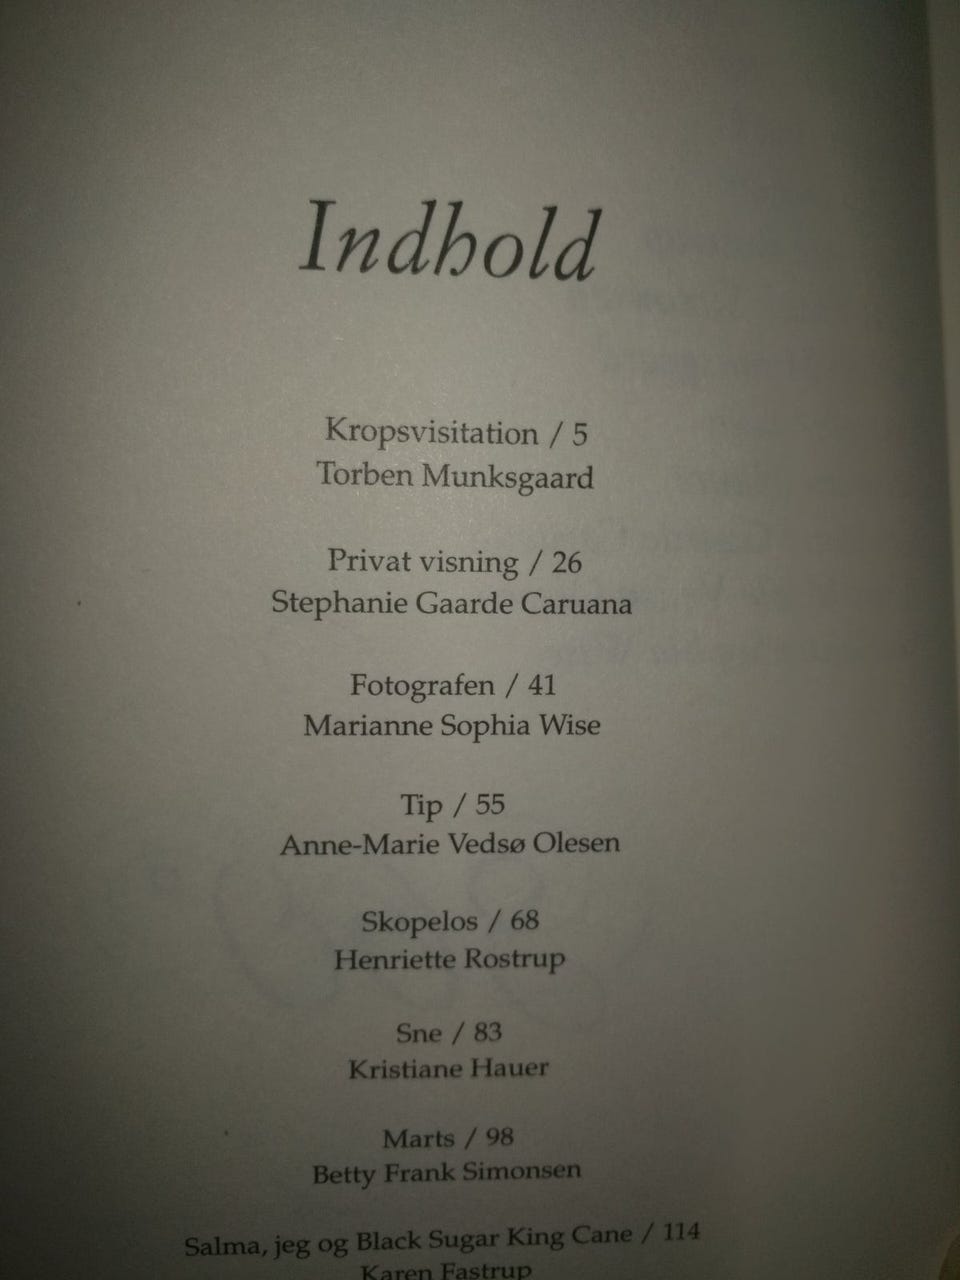 Indhold
Kropsvisitation / 5
Torben Munksgaard
Privat visning / 26
Stephanie Gaarde Caruana
Fotografen / 41
Marianne Sophia Wise
Tip / 55
Anne-Marie Vedsø Olesen
Skopelos / 68
Henriette Rostrup
Sne / 83
Kristiane Hauer
Marts / 98
Betty Frank Simonsen
Salma, jeg og Black Sugar King Cane / 114
Karen Fastrup